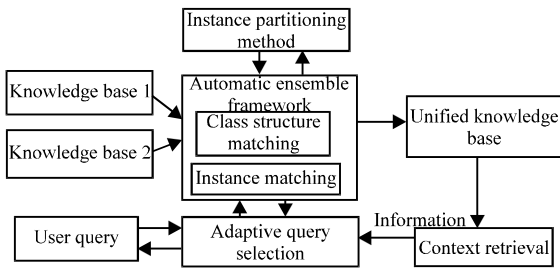 Instance partitioning
method
Automatic ensemble
framework
Knowledge base 1
Class structure
matching
Unified knowledge
base
Knowledge base 2
Instance matching
Information
User query
Adaptive query
selection
Context retrieval